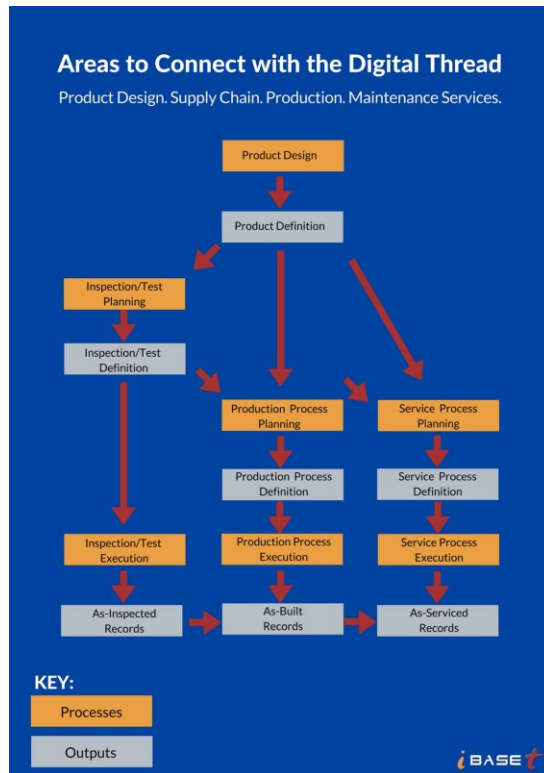 Areas to Connect with the Digital Thread
Product Design. Supply Chain. Production. Maintenance Services.
Product Design
Product Definition
Inspection/Test
Planning
Inspection/Test
Definition
Production Process
Planning
Service Process
Planning
Production Process
Definition
Service Process
Definition
Inspection/Test
Execution
Production Process
Execution
Service Process
Execution
As-Inspected
Records
As-Built
Records
As-Serviced
Records
KEY:
Processes
Outputs
iBASEt